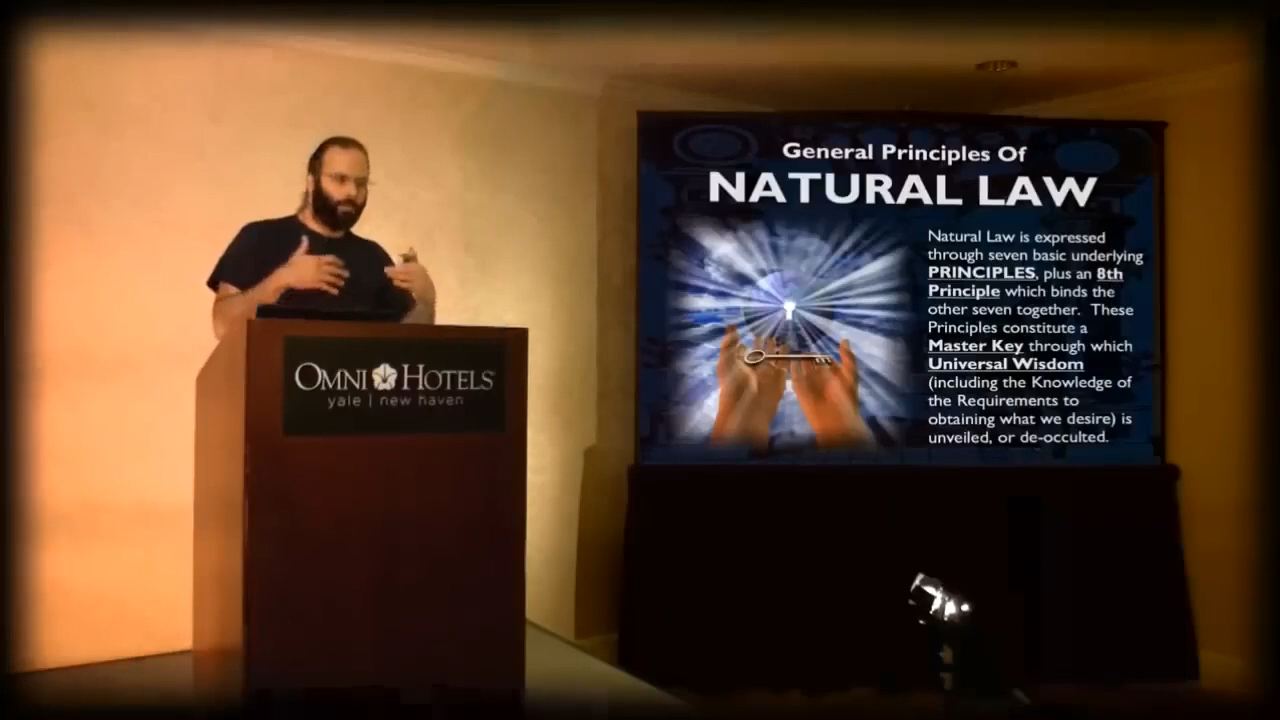 OMNI HOTELS®
yale | new haven
General Principles Of
NATURAL LAW
Natural Law is expressed
through seven basic underlying
PRINCIPLES, plus an 8th
Principle which binds the
other seven together. These
Principles constitute a
Master Key through which
Universal Wisdom
(including the Knowledge of
the Requirements to
obtaining what we desire) is
unveiled, or de-occulted.